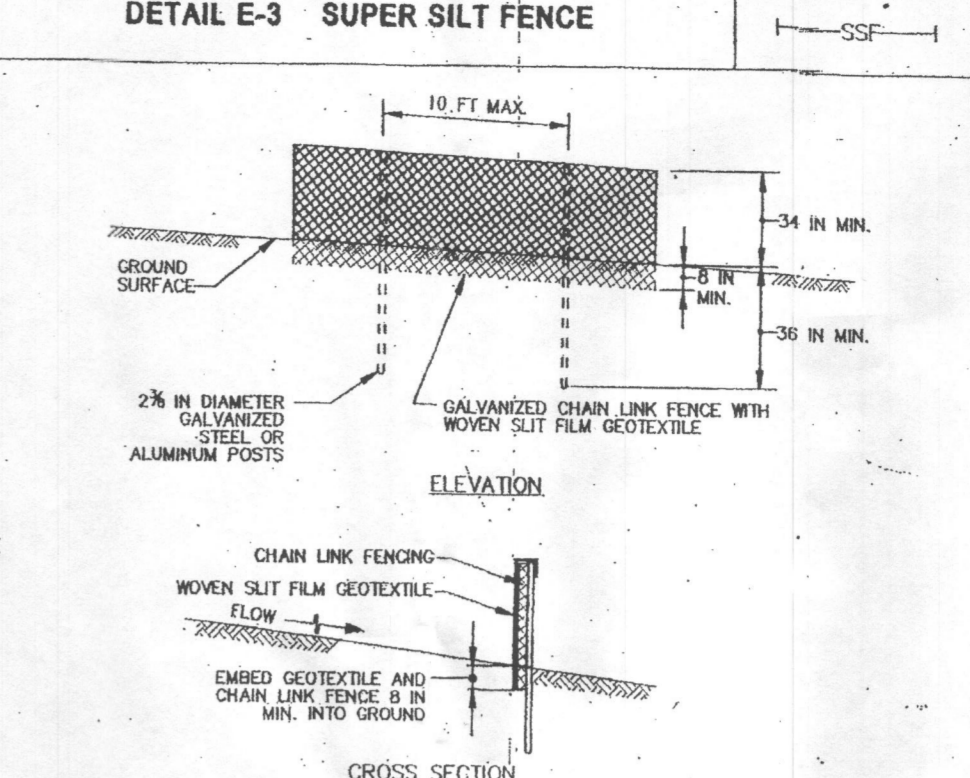 DETAIL E-3 SUPER SILT FENCE
SSF
10 FT MAX.
34 IN MIN.
GROUND
SURFACE
8 IN
MIN.
36 IN MIN.
2⅜ IN DIAMETER
GALVANIZED
STEEL OR
ALUMINUM POSTS
GALVANIZED CHAIN LINK FENCE WITH
WOVEN SLIT FILM GEOTEXTILE
ELEVATION
CHAIN LINK FENCING
WOVEN SLIT FILM GEOTEXTILE
FLOW
EMBED GEOTEXTILE AND
CHAIN LINK FENCE 8 IN
MIN. INTO GROUND
CROSS SECTION